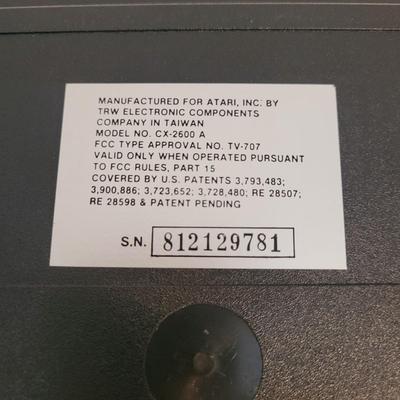 MANUFACTURED FOR ATARI, INC. BY
TRW ELECTRONIC COMPONENTS
COMPANY IN TAIWAN
MODEL NO. CX-2600 A
FCC TYPE APPROVAL NO. TV-707
VALID ONLY WHEN OPERATED PURSUANT
TO FCC RULES, PART 15
COVERED BY U.S. PATENTS 3,793,483;
3,900,886; 3,723,652; 3,728,480; RE 28507;
RE 28598 & PATENT PENDING
S.N. 812129781